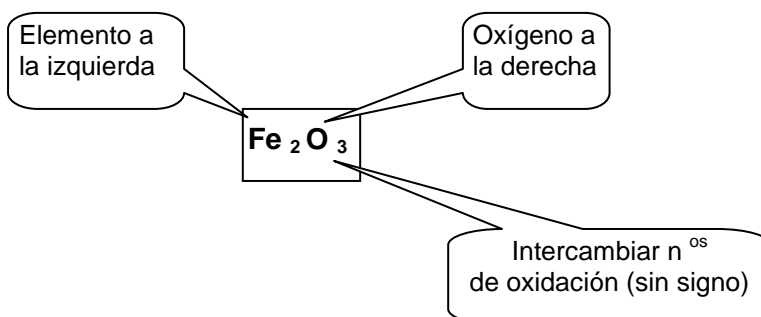 Elemento a
la izquierda
Oxígeno a
la derecha
Fe 2 O 3
Intercambiar n os
de oxidación (sin signo)